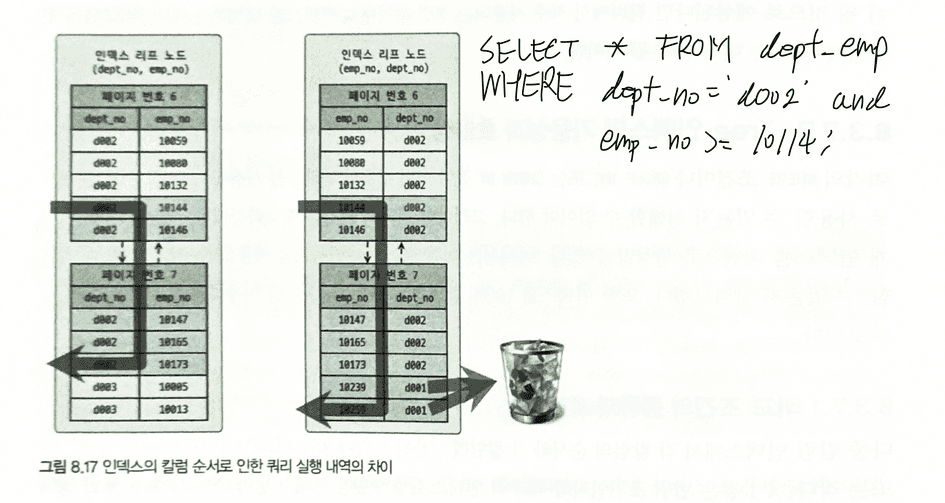 인덱스 리프 노드
(dept_no, emp_no)
페이지 번호 6
dept_no emp_no
d002 10059
d002 10080
d002 10132
d002 10144
d002 10146
페이지 번호 7
dept_no emp_no
d002 10147
d002 10165
d002 10173
d003 10005
d003 10013
인덱스 리프 노드
(emp_no, dept_no)
페이지 번호 6
emp_no dept_no
10059 d002
10080 d002
10132 d002
10144 d002
10146 d002
페이지 번호 7
emp_no dept_no
10147 d002
10165 d002
10173 d002
10239 d001
d001
SELECT * FROM dept_emp
WHERE dept_no='d002' and
emp_no >= 10114;
그림 8.17 인덱스의 칼럼 순서로 인한 쿼리 실행 내역의 차이